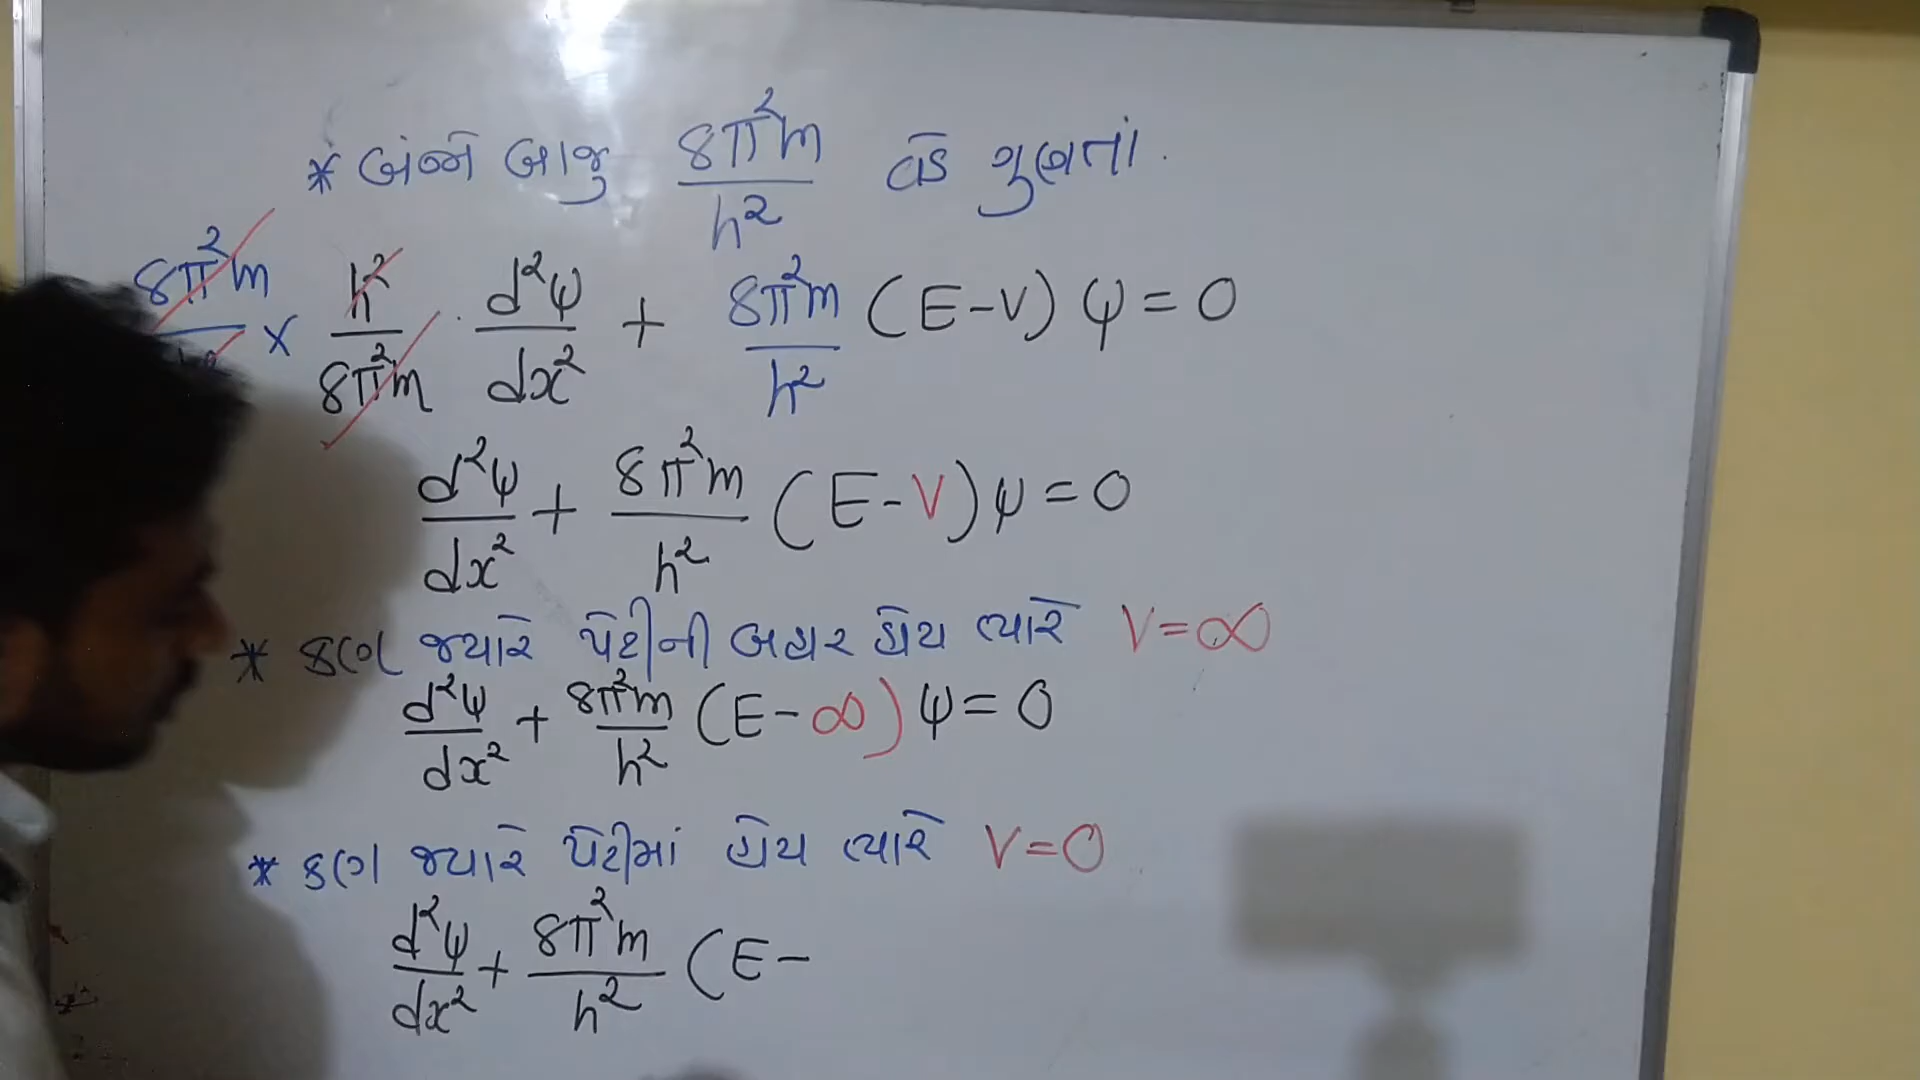 * બંન્ને બાજુ 8π²m/h² વડે ગુણતાં.
8π²m/h² × h²/8π²m · d²ψ/dx² + 8π²m/h² (E-V) ψ = 0
d²ψ/dx² + 8π²m/h² (E-V) ψ = 0
* કણ જ્યારે પેટીની બહાર હોય ત્યારે V=∞
d²ψ/dx² + 8π²m/h² (E-∞) ψ = 0
* કણ જ્યારે પેટીમાં હોય ત્યારે V=0
d²ψ/dx² + 8π²m/h² (E-